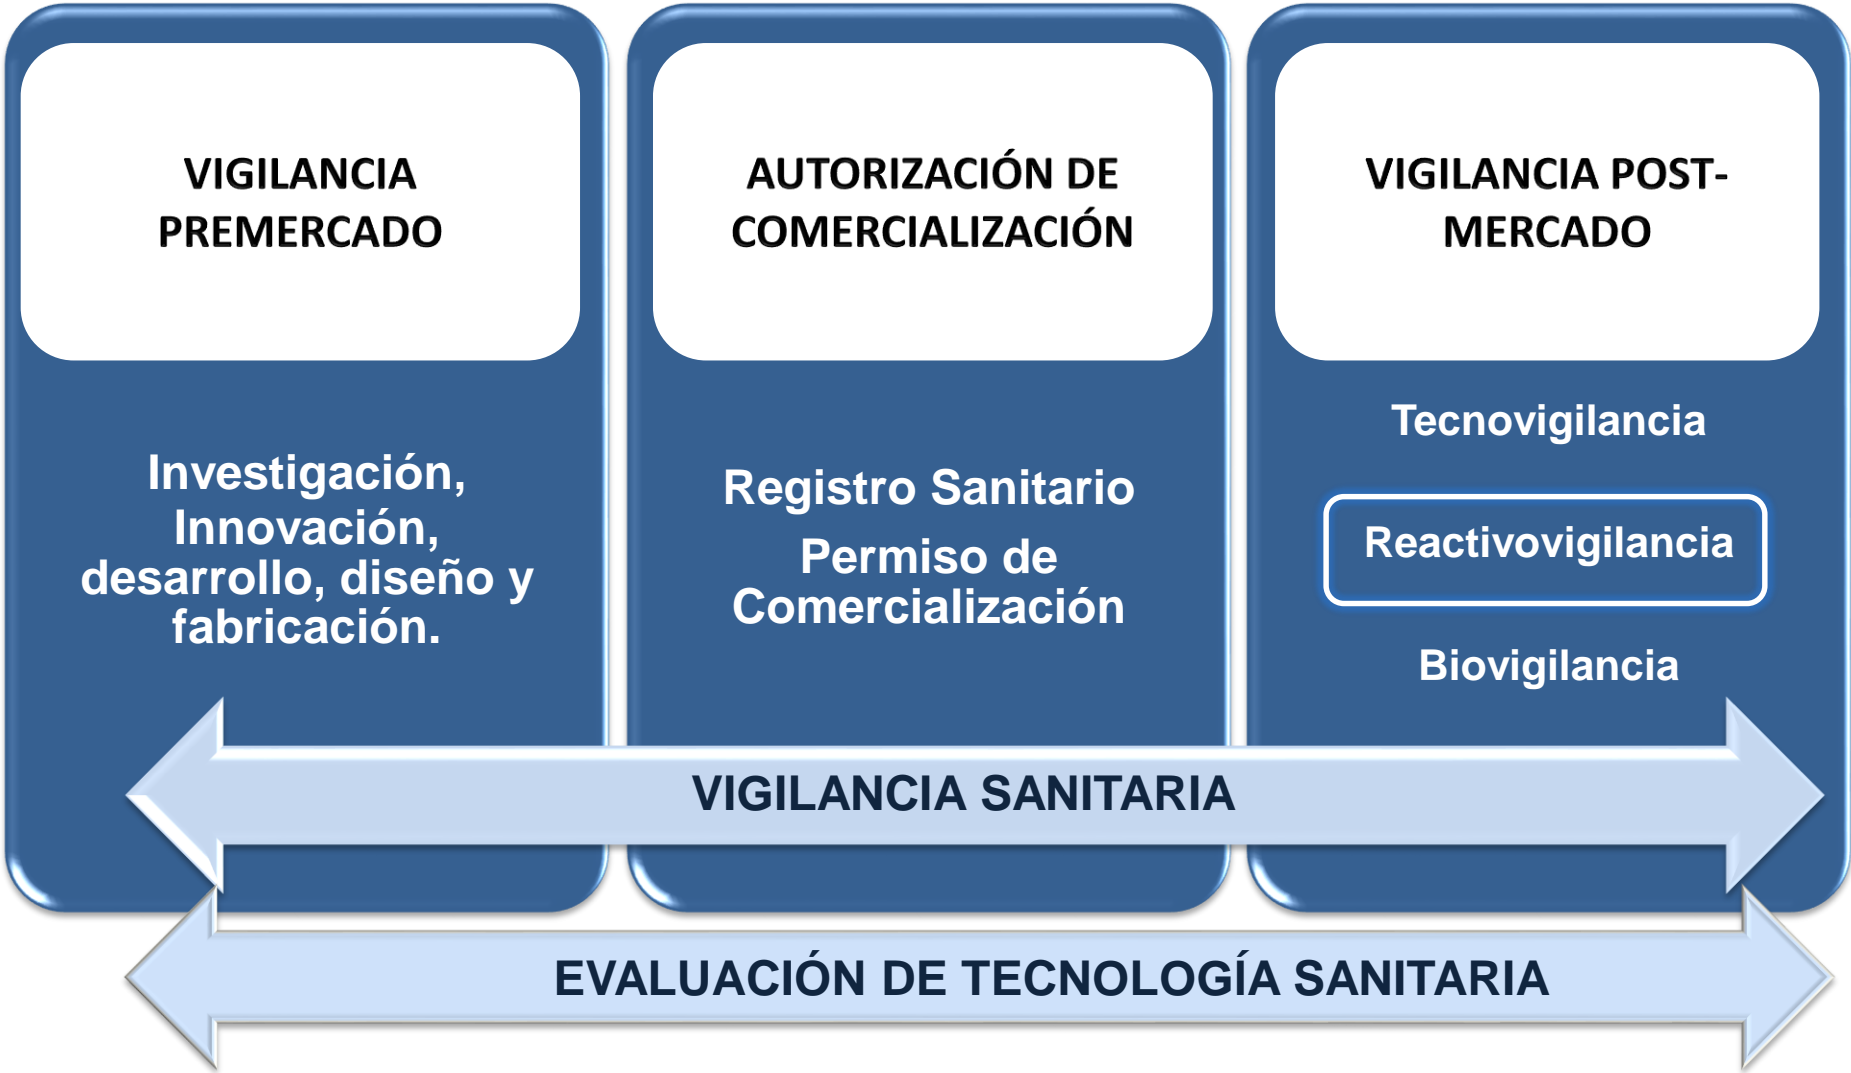 VIGILANCIA
PREMERCADO
Investigación,
Innovación,
desarrollo, diseño y
fabricación.
AUTORIZACIÓN DE
COMERCIALIZACIÓN
Registro Sanitario
Permiso de
Comercialización
VIGILANCIA POST-
MERCADO
Tecnovigilancia
Reactivovigilancia
Biovigilancia
VIGILANCIA SANITARIA
EVALUACIÓN DE TECNOLOGÍA SANITARIA